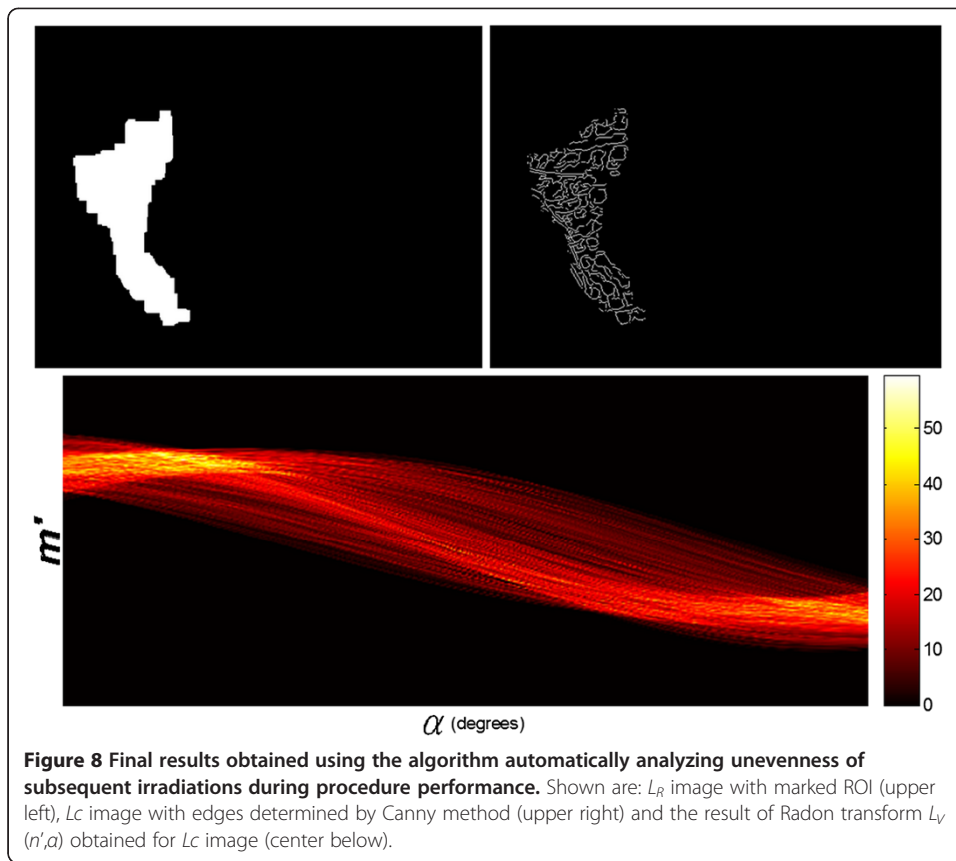 50
40
30
20
10
0
m'
α (degrees)
Figure 8 Final results obtained using the algorithm automatically analyzing unevenness of
subsequent irradiations during procedure performance. Shown are: L_R image with marked ROI (upper
left), Lc image with edges determined by Canny method (upper right) and the result of Radon transform L_V
(n',α) obtained for Lc image (center below).